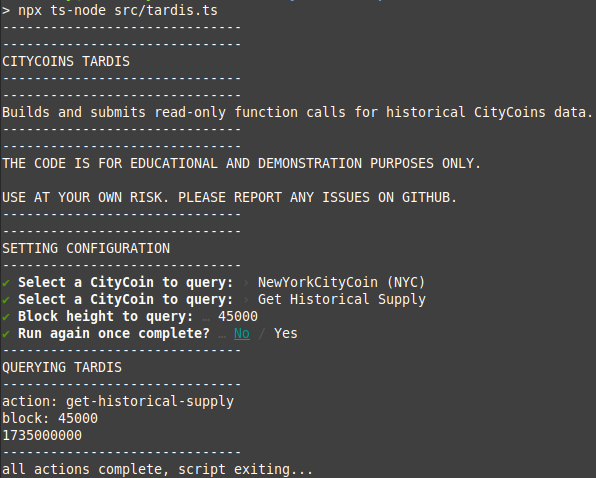 > npx ts-node src/tardis.ts
------------------------------
------------------------------
CITYCOINS TARDIS
------------------------------
------------------------------
Builds and submits read-only function calls for historical CityCoins data.
------------------------------
------------------------------
THE CODE IS FOR EDUCATIONAL AND DEMONSTRATION PURPOSES ONLY.
USE AT YOUR OWN RISK. PLEASE REPORT ANY ISSUES ON GITHUB.
------------------------------
------------------------------
SETTING CONFIGURATION
------------------------------
✔ Select a CityCoin to query: › NewYorkCityCoin (NYC)
✔ Select a CityCoin to query: › Get Historical Supply
✔ Block height to query: … 45000
✔ Run again once complete? … No / Yes
------------------------------
QUERYING TARDIS
------------------------------
action: get-historical-supply
block: 45000
1735000000
------------------------------
all actions complete, script exiting...